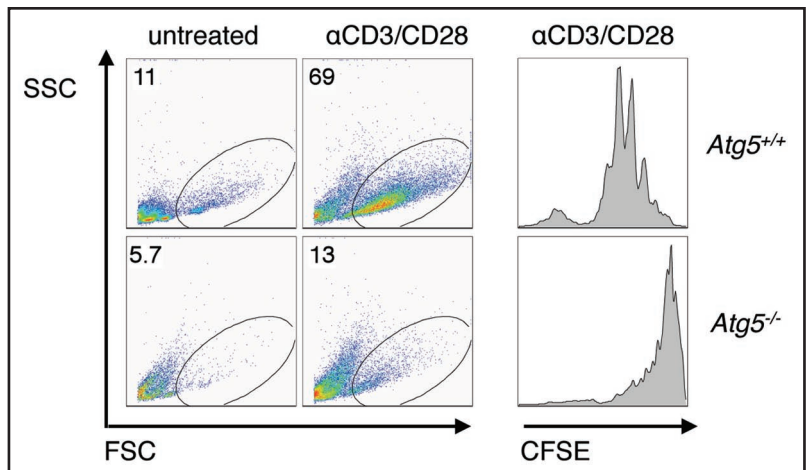 untreated αCD3/CD28 αCD3/CD28
SSC
11 69
Atg5+/+
5.7 13
Atg5-/-
FSC CFSE